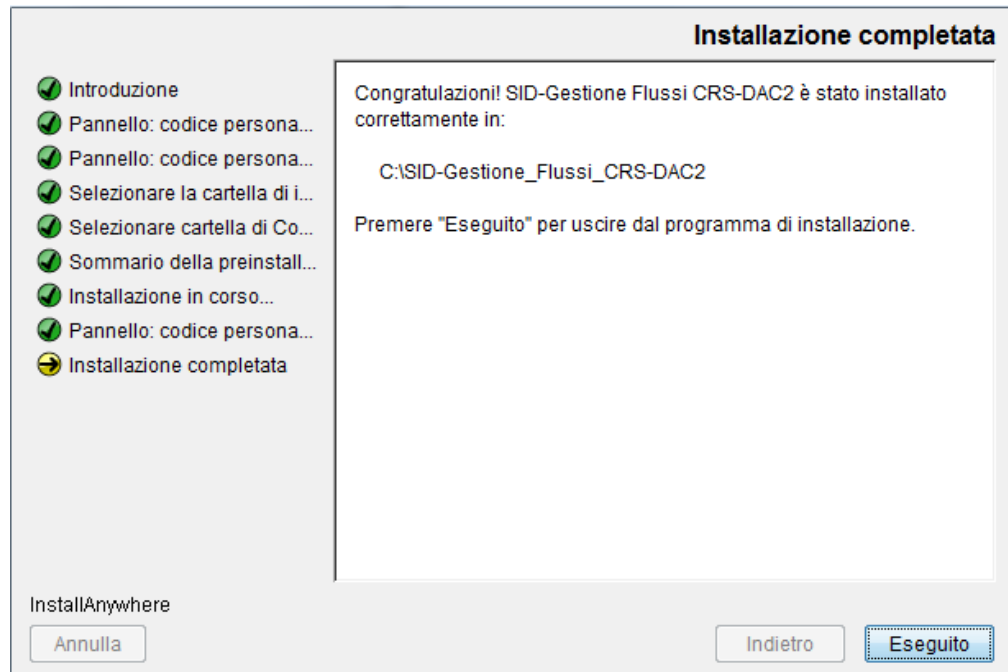 Installazione completata
Introduzione
Pannello: codice persona...
Pannello: codice persona...
Selezionare la cartella di i...
Selezionare cartella di Co...
Sommario della preinstall...
Installazione in corso...
Pannello: codice persona...
Installazione completata
Congratulazioni! SID-Gestione Flussi CRS-DAC2 è stato installato
correttamente in:
C:\SID-Gestione_Flussi_CRS-DAC2
Premere "Eseguito" per uscire dal programma di installazione.
InstallAnywhere
Annulla
Indietro
Eseguito